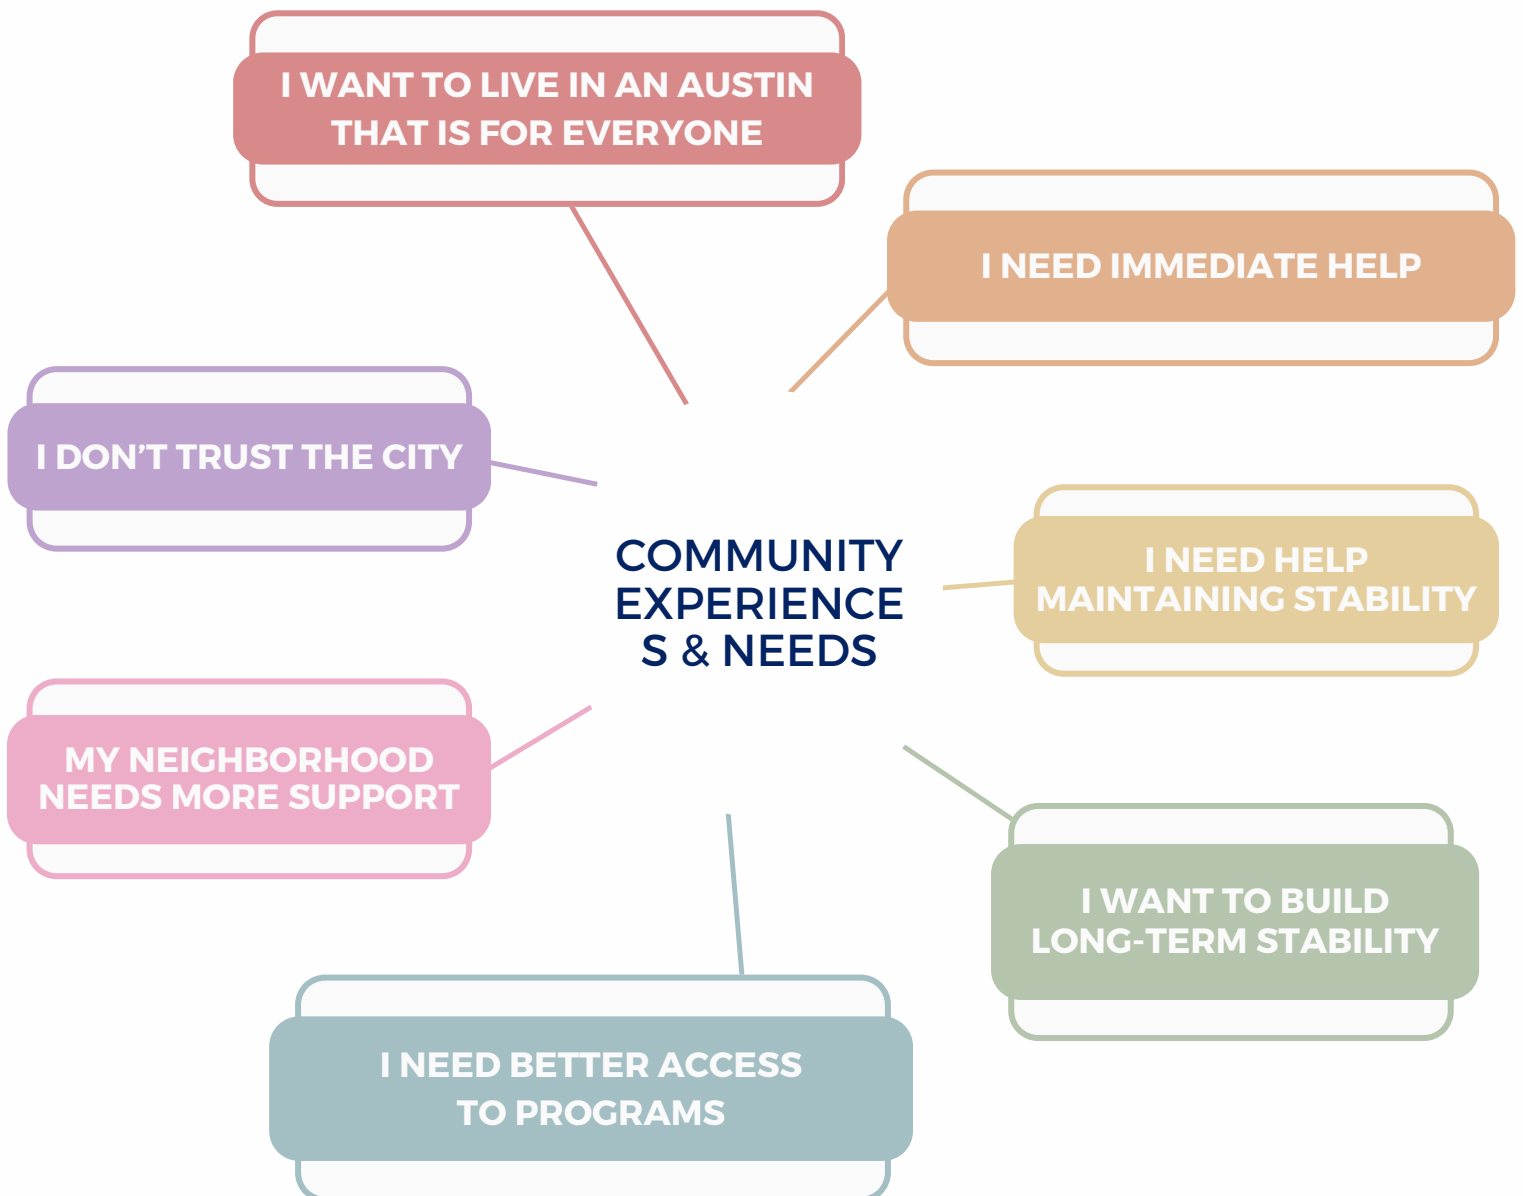 I WANT TO LIVE IN AN AUSTIN
THAT IS FOR EVERYONE
I NEED IMMEDIATE HELP
I DON’T TRUST THE CITY
COMMUNITY
EXPERIENCE
S & NEEDS
I NEED HELP
MAINTAINING STABILITY
MY NEIGHBORHOOD
NEEDS MORE SUPPORT
I WANT TO BUILD
LONG-TERM STABILITY
I NEED BETTER ACCESS
TO PROGRAMS